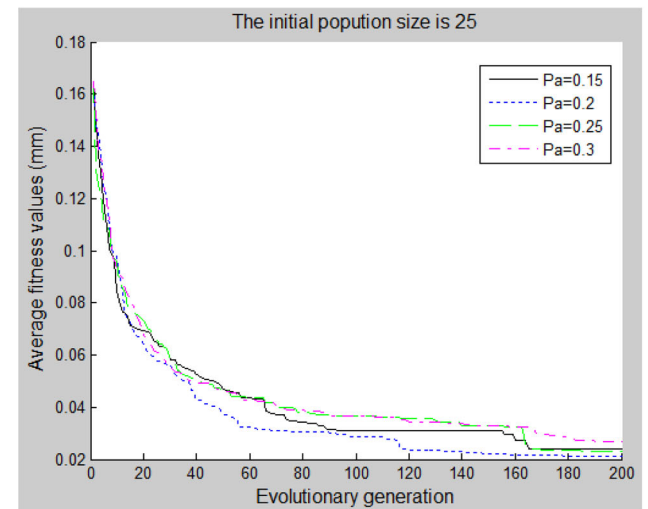 The initial popution size is 25
0.18
0.16
0.14
0.12
0.1
0.08
0.06
0.04
0.02
Average fitness values (mm)
Pa=0.15
Pa=0.2
Pa=0.25
Pa=0.3
0 20 40 60 80 100 120 140 160 180 200
Evolutionary generation